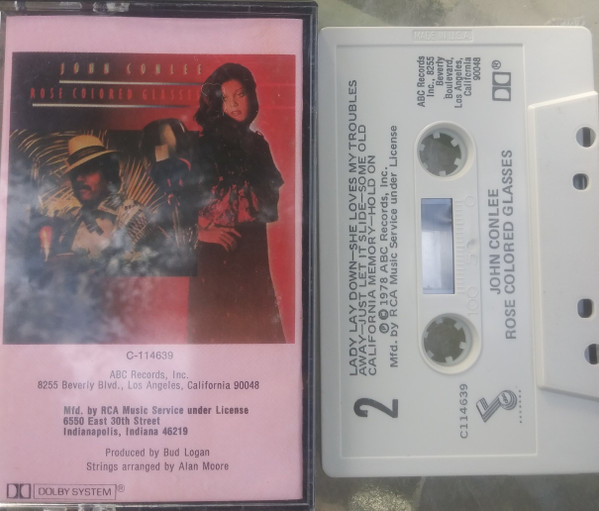 JOHN CONLEE
ROSE COLORED GLASSES
C-114639
ABC Records, Inc.
8255 Beverly Blvd., Los Angeles, California 90048
Mfd. by RCA Music Service under License
6550 East 30th Street
Indianapolis, Indiana 46219
Produced by Bud Logan
Strings arranged by Alan Moore
DOLBY SYSTEM®
ABC Records
Inc., 8255
Beverly
Boulevard,
Los Angeles,
California
90048
®
LADY LAY DOWN—SHE LOVES MY TROUBLES
AWAY—JUST LET IT SLIDE—SOME OLD
CALIFORNIA MEMORY—HOLD ON
℗© 1978 ABC Records, Inc.
Mfd. by RCA Music Service under License
2
JOHN CONLEE
ROSE COLORED GLASSES
C114639